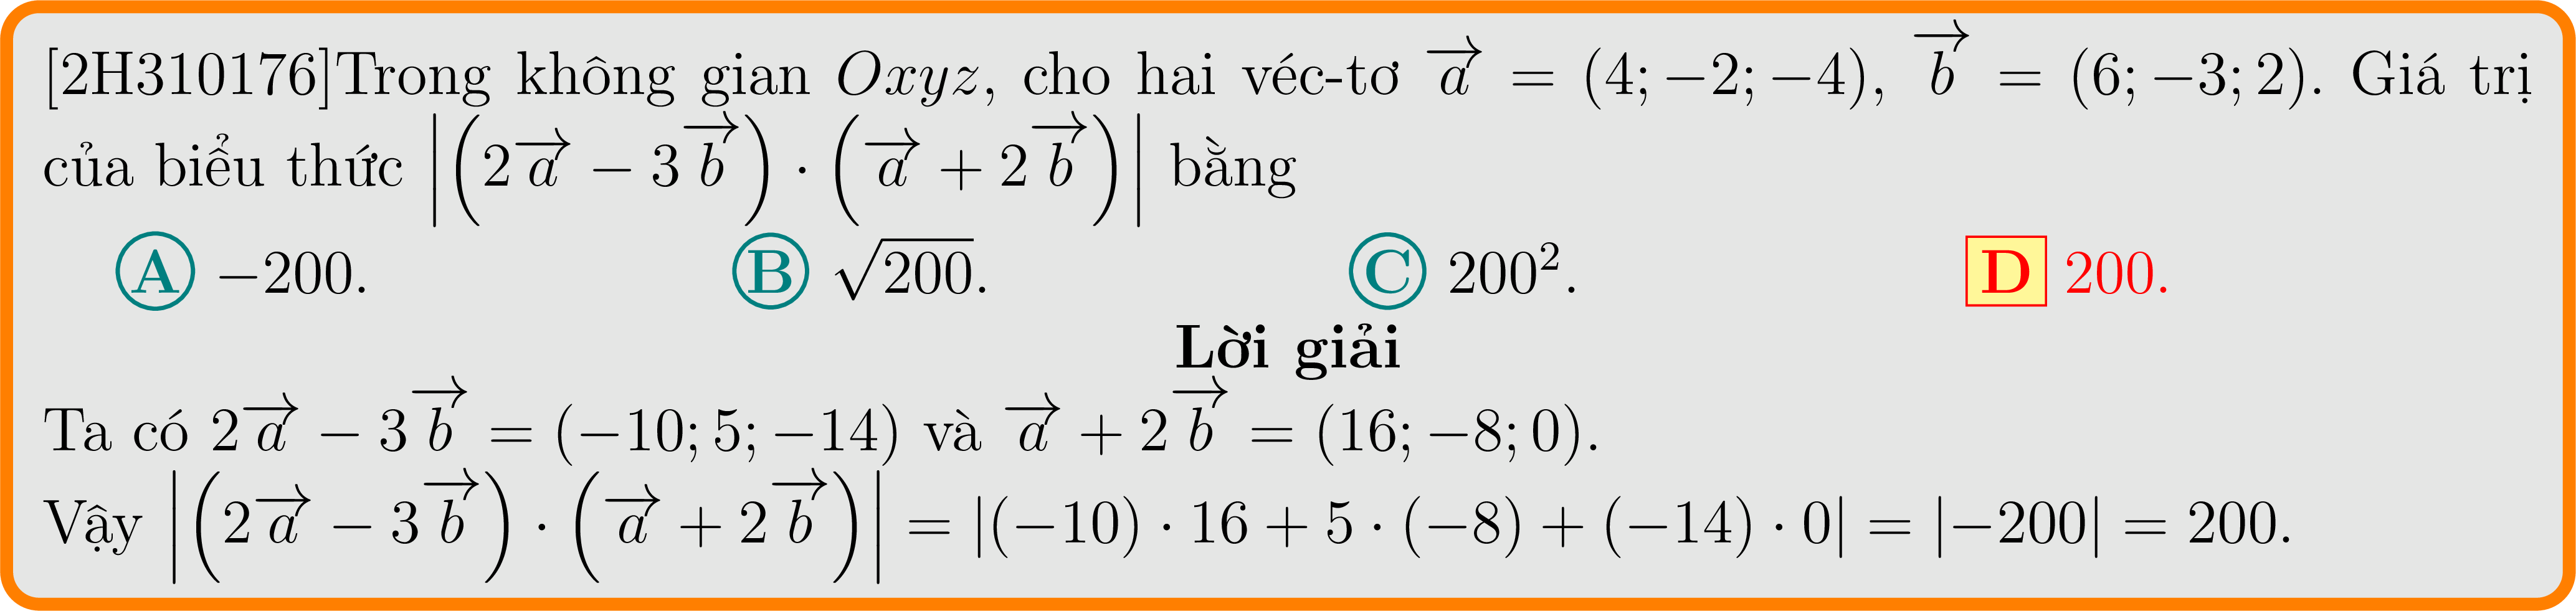 [2H310176]Trong không gian $Oxyz$, cho hai véc-tơ $\overrightarrow{a} = (4; -2; -4)$, $\overrightarrow{b} = (6; -3; 2)$. Giá trị
của biểu thức $\left|\left(2\overrightarrow{a} - 3\overrightarrow{b}\right) \cdot \left(\overrightarrow{a} + 2\overrightarrow{b}\right)\right|$ bằng
A $-200$. B $\sqrt{200}$. C $200^2$. D $200$.
Lời giải
Ta có $2\overrightarrow{a} - 3\overrightarrow{b} = (-10; 5; -14)$ và $\overrightarrow{a} + 2\overrightarrow{b} = (16; -8; 0)$.
Vậy $\left|\left(2\overrightarrow{a} - 3\overrightarrow{b}\right) \cdot \left(\overrightarrow{a} + 2\overrightarrow{b}\right)\right| = |(-10) \cdot 16 + 5 \cdot (-8) + (-14) \cdot 0| = |-200| = 200$.